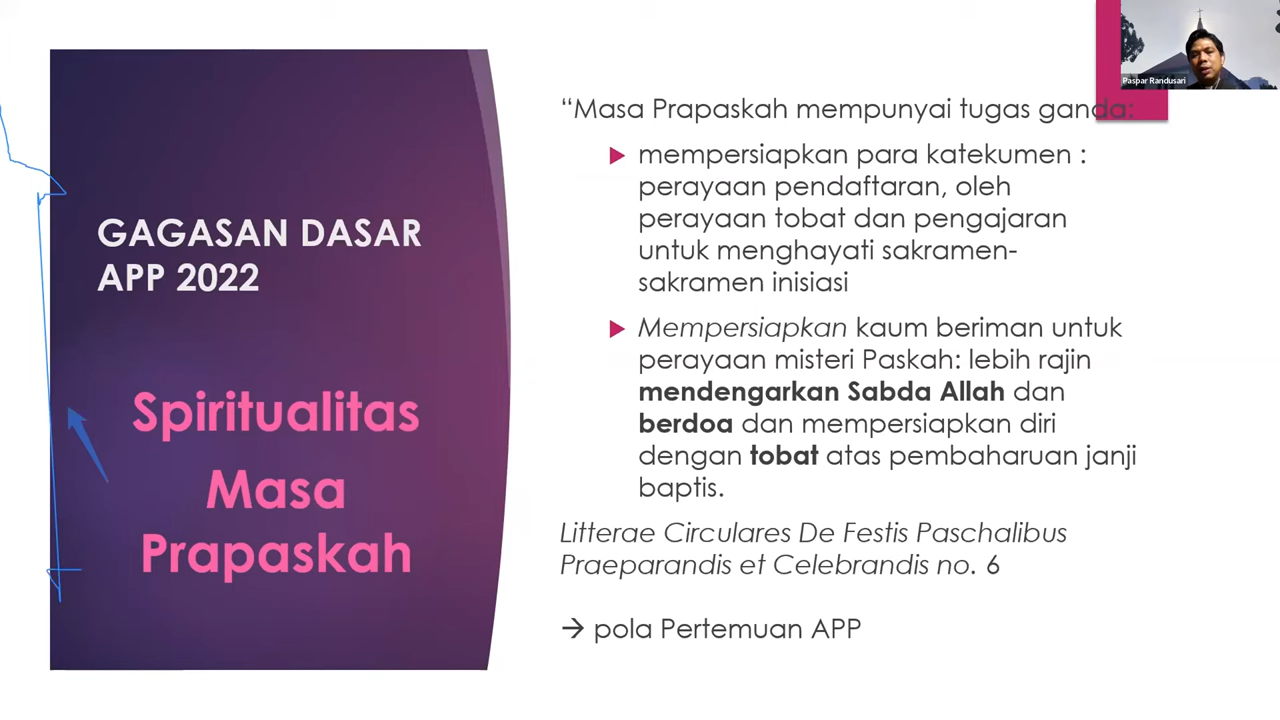 Paspar Randusari
GAGASAN DASAR
APP 2022
Spiritualitas
Masa
Prapaskah
“Masa Prapaskah mempunyai tugas ganda:
mempersiapkan para katekumen :
perayaan pendaftaran, oleh
perayaan tobat dan pengajaran
untuk menghayati sakramen-
sakramen inisiasi
Mempersiapkan kaum beriman untuk
perayaan misteri Paskah: lebih rajin
mendengarkan Sabda Allah dan
berdoa dan mempersiapkan diri
dengan tobat atas pembaharuan janji
baptis.
Litterae Circulares De Festis Paschalibus
Praeparandis et Celebrandis no. 6
→ pola Pertemuan APP